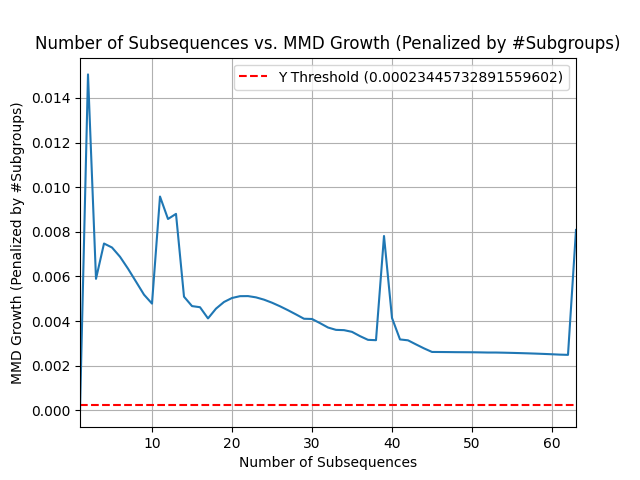 Number of Subsequences vs. MMD Growth (Penalized by #Subgroups)
Y Threshold (0.00023445732891559602)
MMD Growth (Penalized by #Subgroups)
0.014
0.012
0.010
0.008
0.006
0.004
0.002
0.000
10 20 30 40 50 60
Number of Subsequences